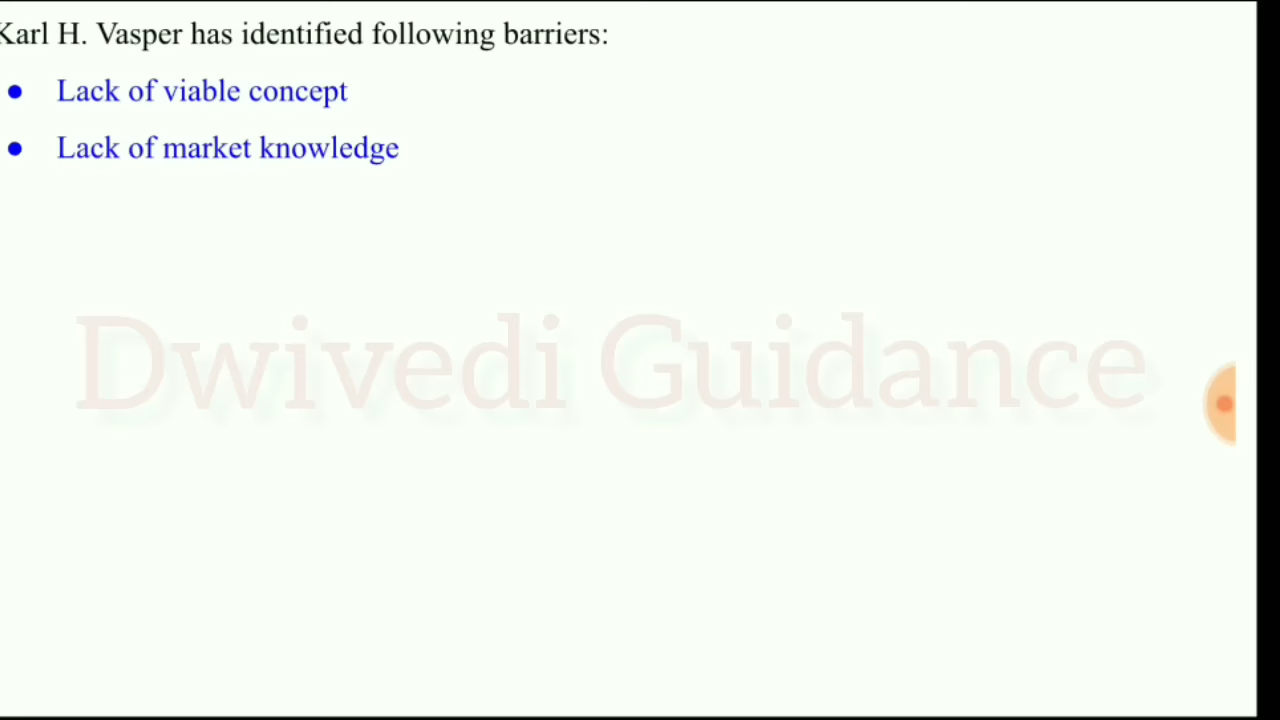 Karl H. Vasper has identified following barriers:
● Lack of viable concept
● Lack of market knowledge
Dwivedi Guidance